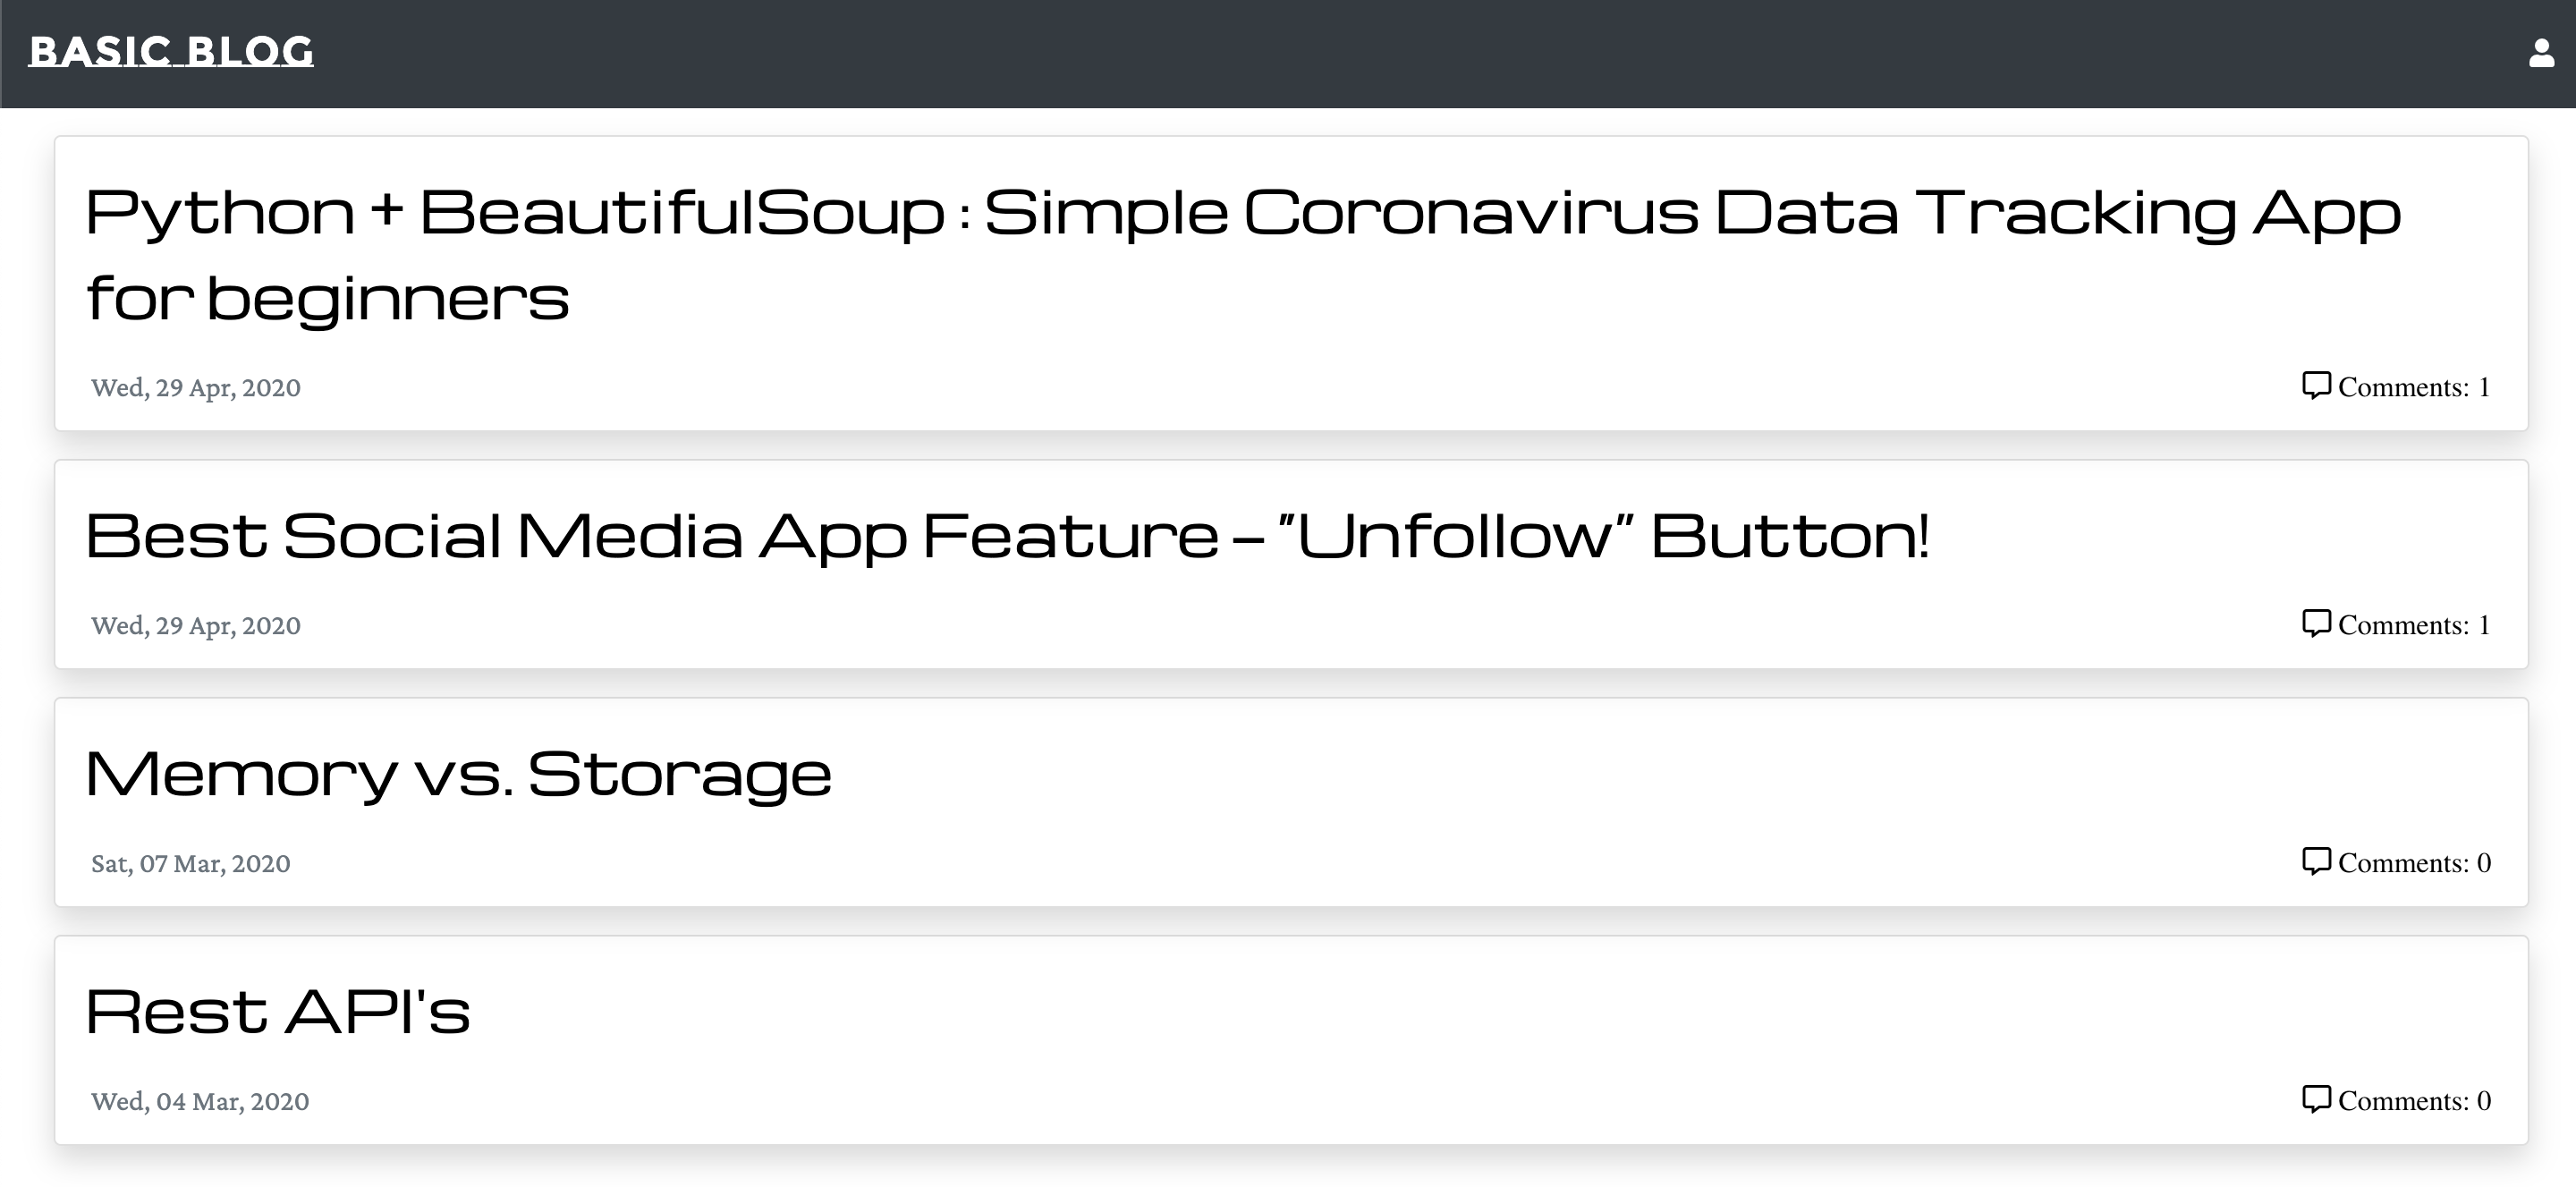 BASIC BLOG
Python + BeautifulSoup : Simple Coronavirus Data Tracking App
for beginners
Wed, 29 Apr, 2020
Comments: 1
Best Social Media App Feature – ”Unfollow” Button!
Wed, 29 Apr, 2020
Comments: 1
Memory vs. Storage
Sat, 07 Mar, 2020
Comments: 0
Rest API's
Wed, 04 Mar, 2020
Comments: 0